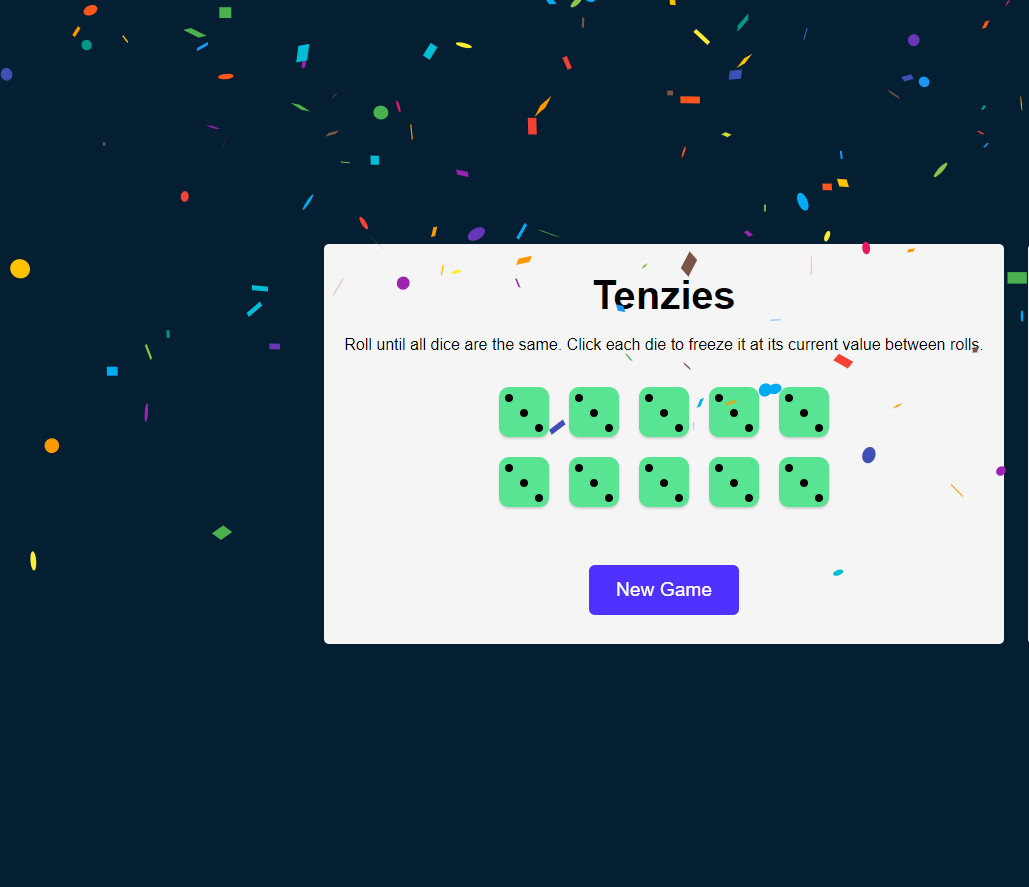 Tenzies
Roll until all dice are the same. Click each die to freeze it at its current value between rolls.
New Game